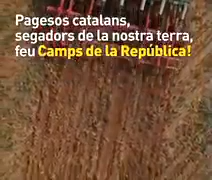 Pagesos catalans,
segadors de la nostra terra,
feu Camps de la República!